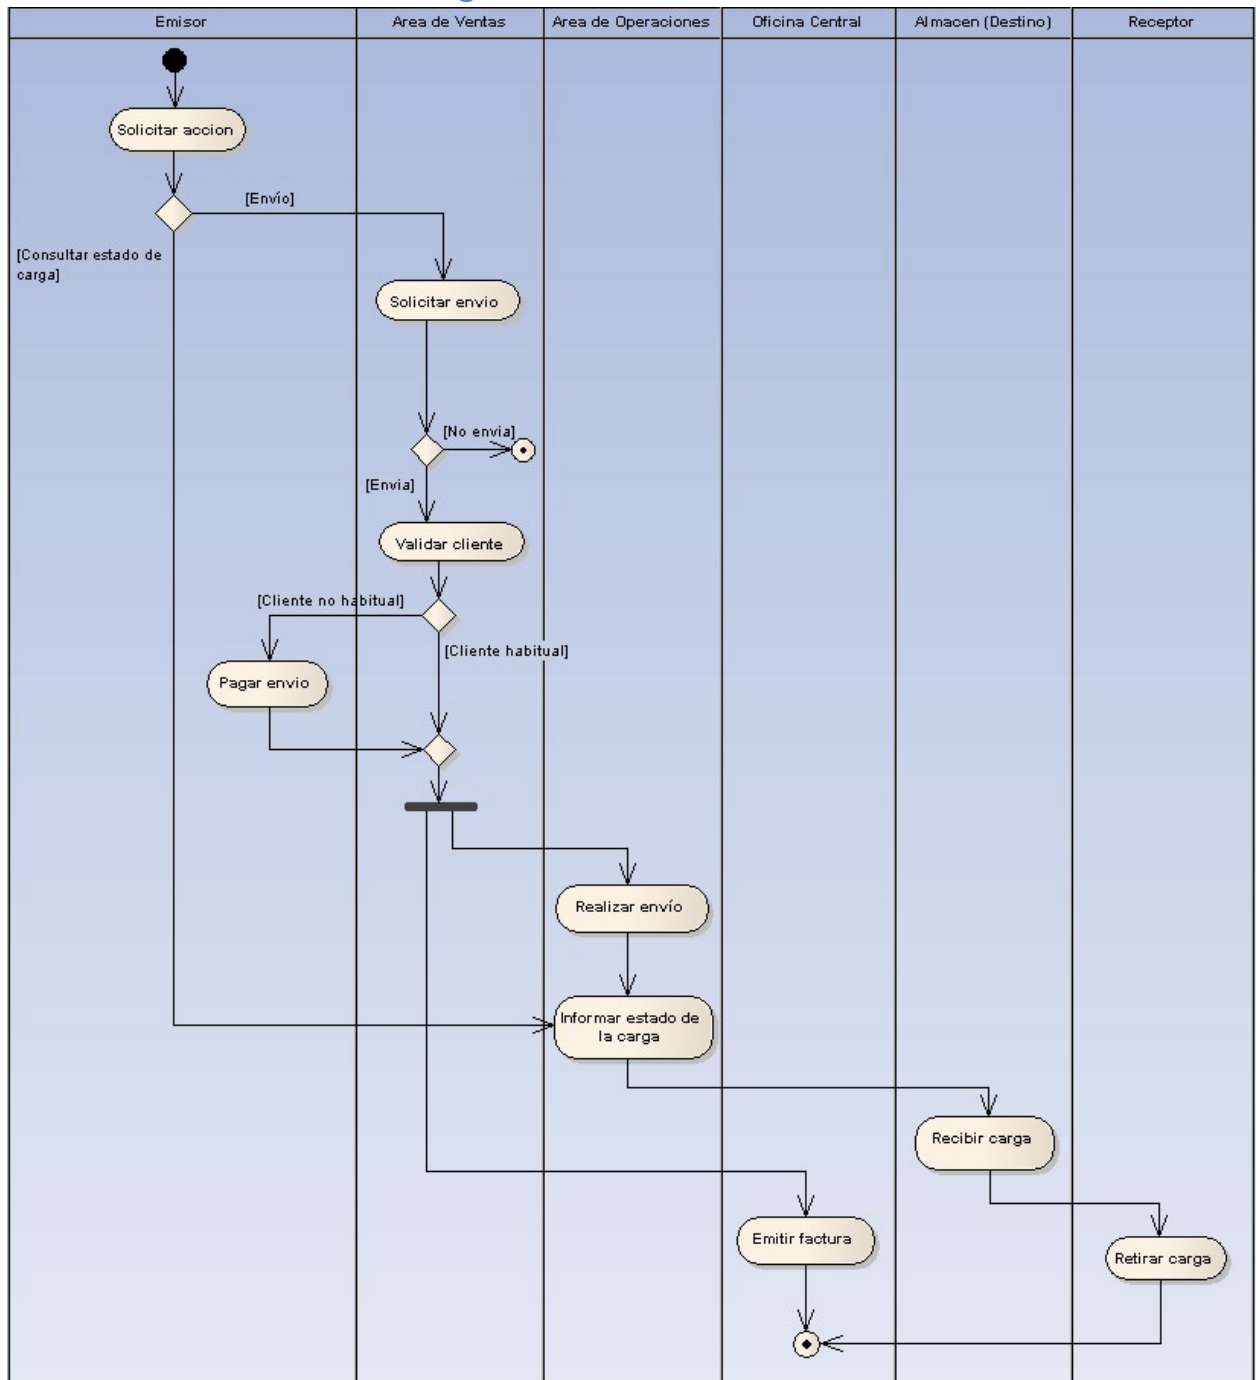 Emisor
Area de Ventas
Area de Operaciones
Oficina Central
Almacen (Destino)
Receptor
Solicitar accion
[Envío]
[Consultar estado de
carga]
Solicitar envio
[No envia]
[Envia]
Validar cliente
[Cliente no habitual]
[Cliente habitual]
Pagar envio
Realizar envío
Informar estado de
la carga
Recibir carga
Emitir factura
Retirar carga